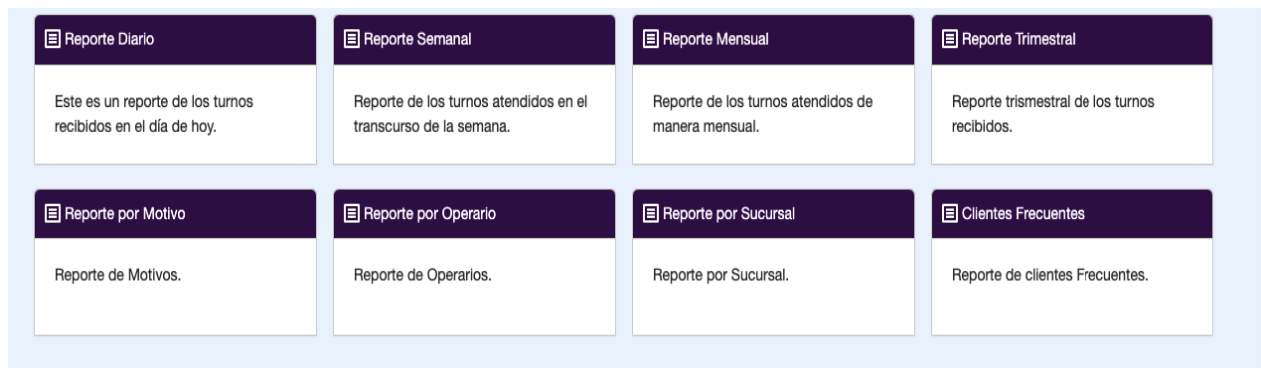 Reporte Diario
Este es un reporte de los turnos
recibidos en el día de hoy.
Reporte Semanal
Reporte de los turnos atendidos en el
transcurso de la semana.
Reporte Mensual
Reporte de los turnos atendidos de
manera mensual.
Reporte Trimestral
Reporte trismestral de los turnos
recibidos.
Reporte por Motivo
Reporte de Motivos.
Reporte por Operario
Reporte de Operarios.
Reporte por Sucursal
Reporte por Sucursal.
Clientes Frecuentes
Reporte de clientes Frecuentes.